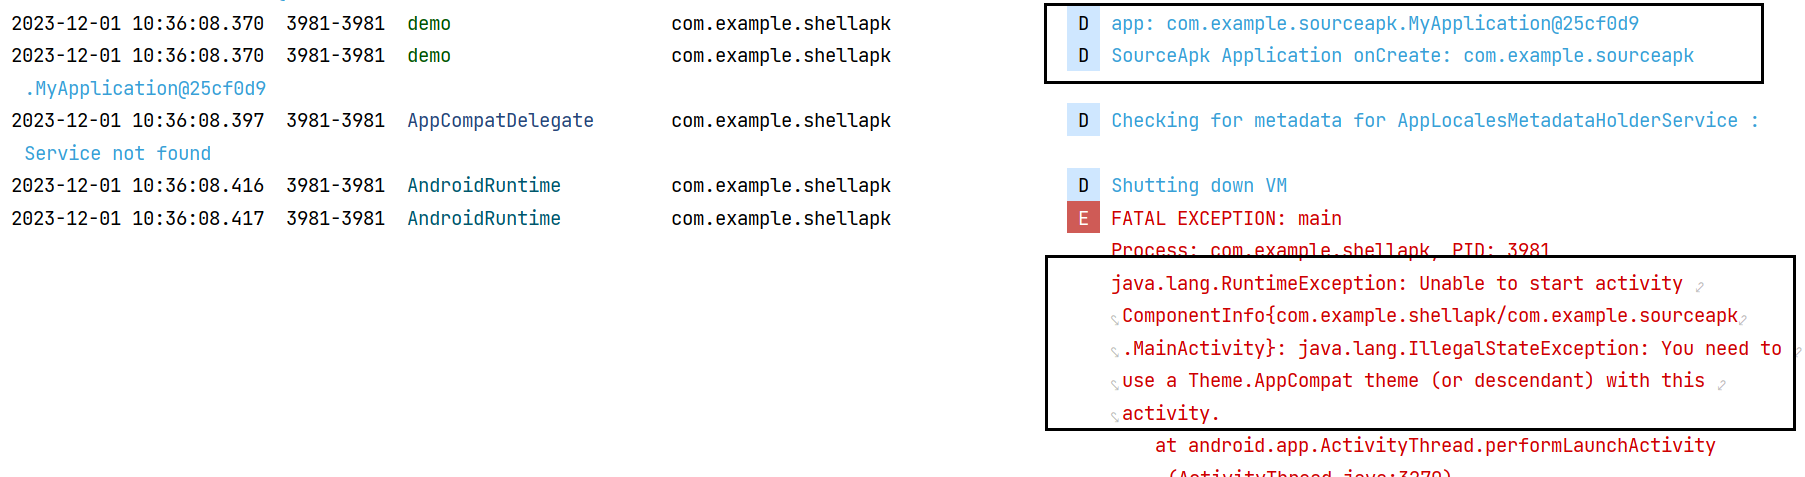 2023-12-01 10:36:08.370  3981-3981  demo  com.example.shellapk  D  app: com.example.sourceapk.MyApplication@25cf0d9
2023-12-01 10:36:08.370  3981-3981  demo  com.example.shellapk  D  SourceApk Application onCreate: com.example.sourceapk
.MyApplication@25cf0d9
2023-12-01 10:36:08.397  3981-3981  AppCompatDelegate  com.example.shellapk  D  Checking for metadata for AppLocalesMetadataHolderService :
Service not found
2023-12-01 10:36:08.416  3981-3981  AndroidRuntime  com.example.shellapk  D  Shutting down VM
2023-12-01 10:36:08.417  3981-3981  AndroidRuntime  com.example.shellapk  E  FATAL EXCEPTION: main
Process: com.example.shellapk, PID: 3981
java.lang.RuntimeException: Unable to start activity
ComponentInfo{com.example.shellapk/com.example.sourceapk
.MainActivity}: java.lang.IllegalStateException: You need to
use a Theme.AppCompat theme (or descendant) with this
activity.
at android.app.ActivityThread.performLaunchActivity
(ActivityThread.java:3270)